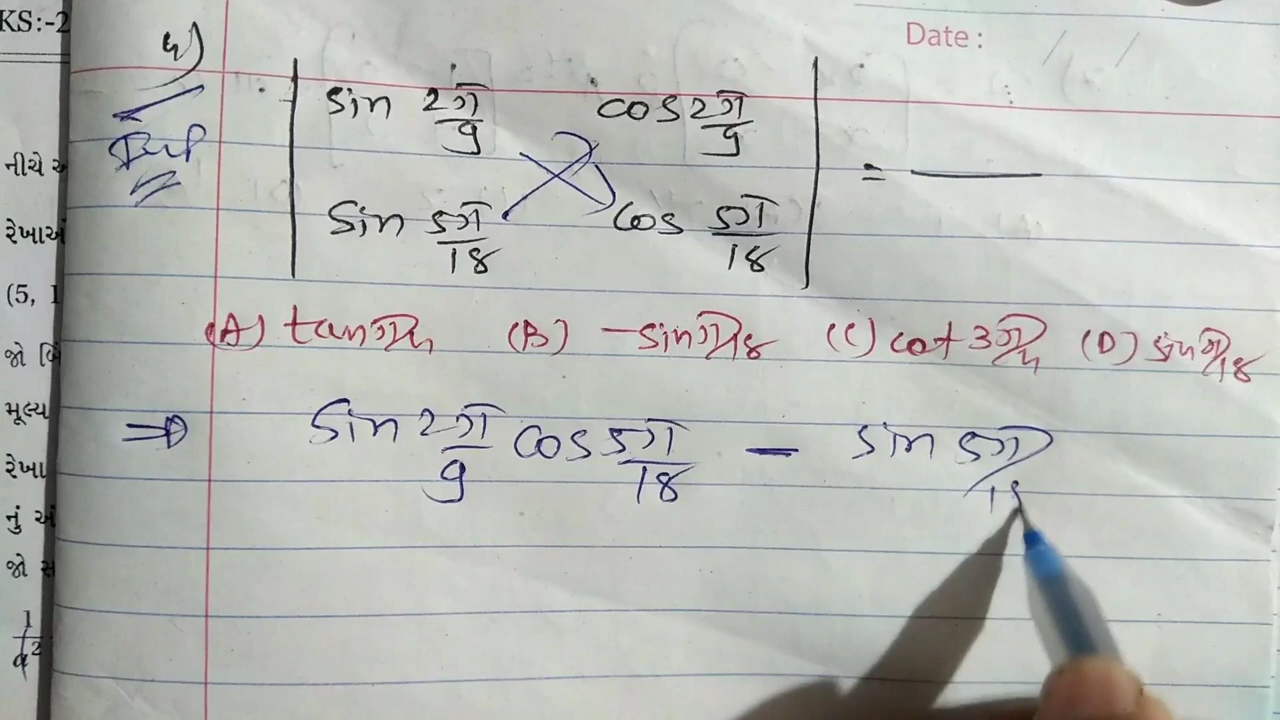 KS:-2
Date: / /
૫)
Imp
| sin 2π/9 cos 2π/9 |
| sin 5π/18 cos 5π/18 | = ____
(A) tan π/4 (B) -sin π/18 (C) cot 3π/4 (D) sin π/18
⇒ sin 2π/9 cos 5π/18 - sin 5π/18
નીચે
(5, 1
જો
મૂલ્ય
નું
જો